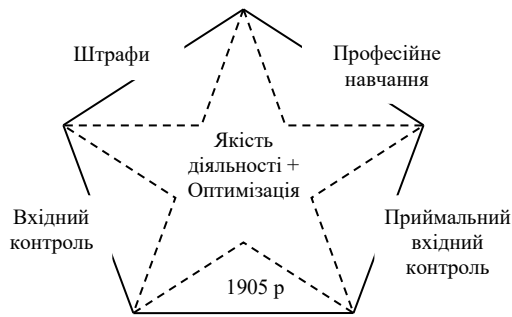 Штрафи
Професійне
навчання
Якість
діяльності +
Оптимізація
Вхідний
контроль
Приймальний
вхідний
контроль
1905 р